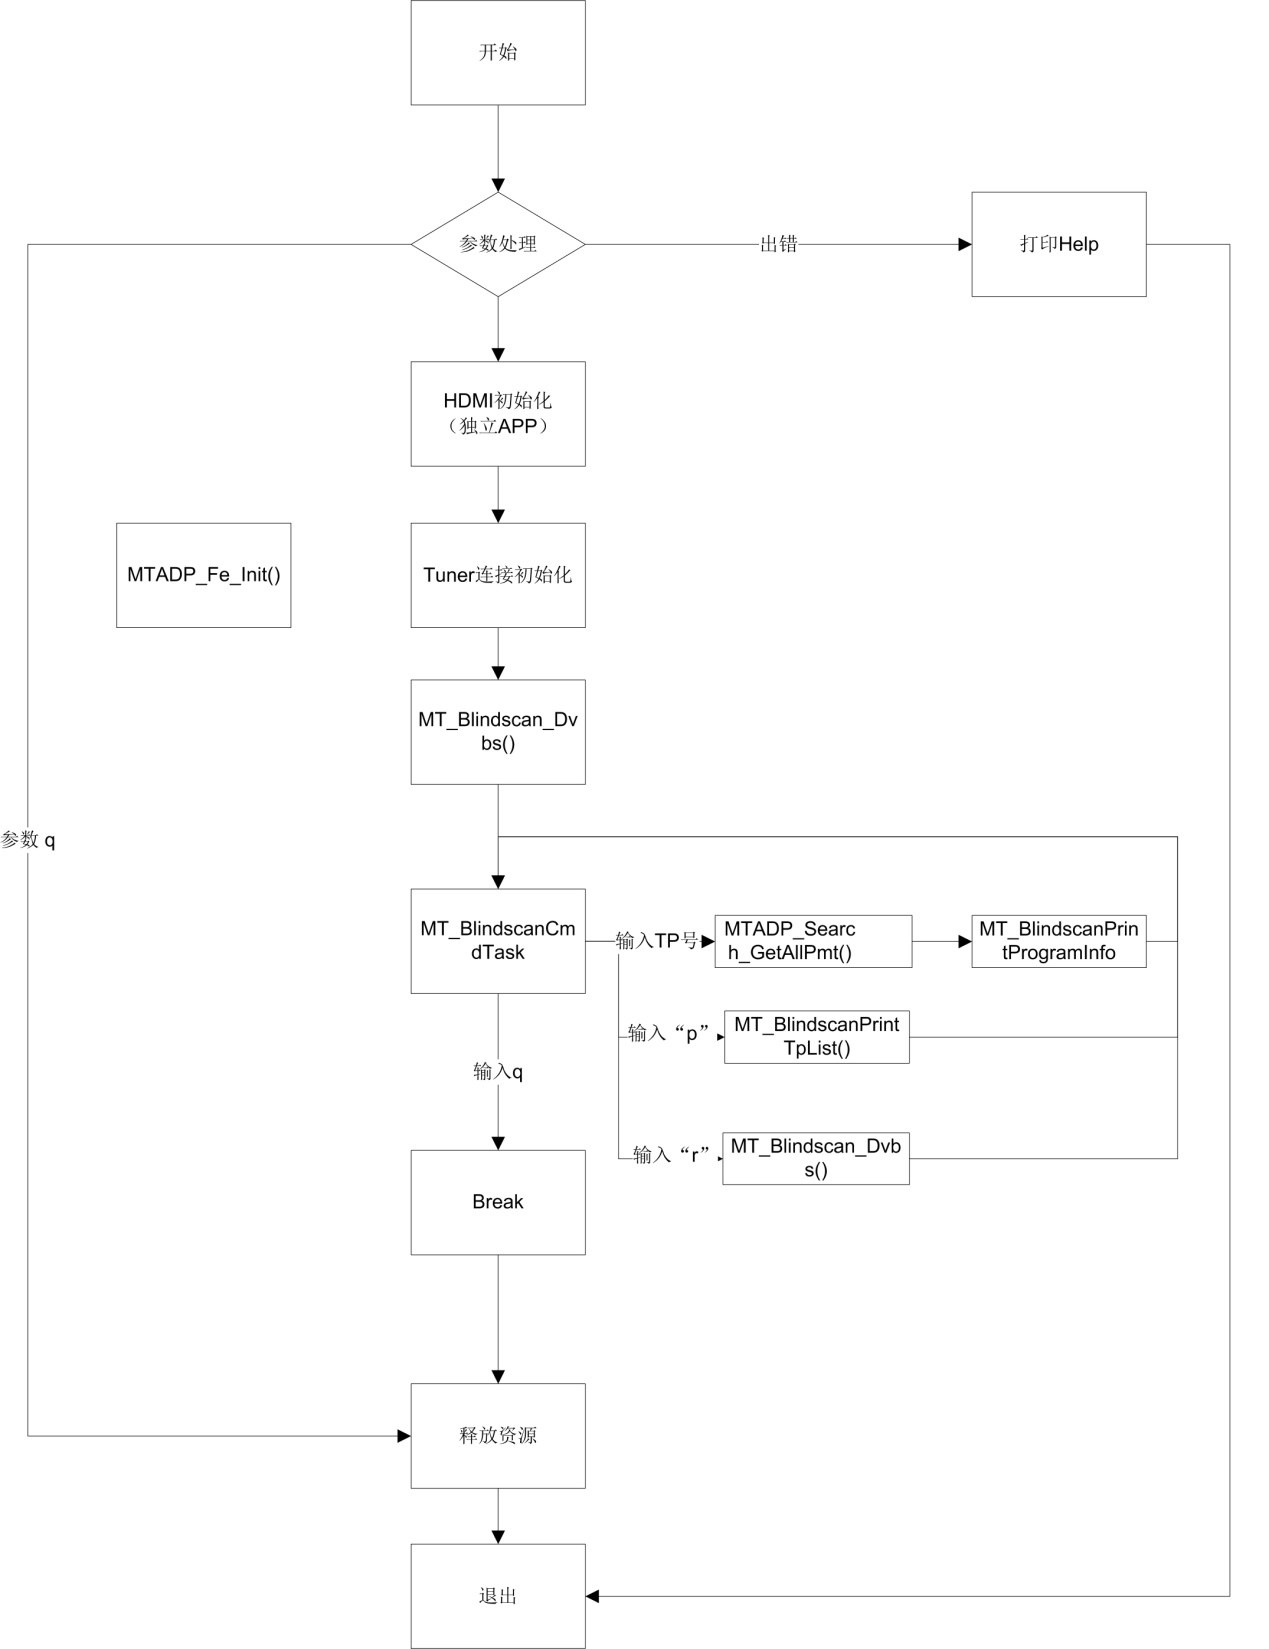 开始
参数处理
出错
打印Help
HDMI初始化
（独立APP）
MTADP_Fe_Init()
Tuner连接初始化
MT_Blindscan_Dv
bs()
参数 q
MT_BlindscanCm
dTask
输入TP号
MTADP_Searc
h_GetAllPmt()
MT_BlindscanPrin
tProgramInfo
输入“p”
MT_BlindscanPrint
TpList()
输入q
输入“r”
MT_Blindscan_Dvb
s()
Break
释放资源
退出